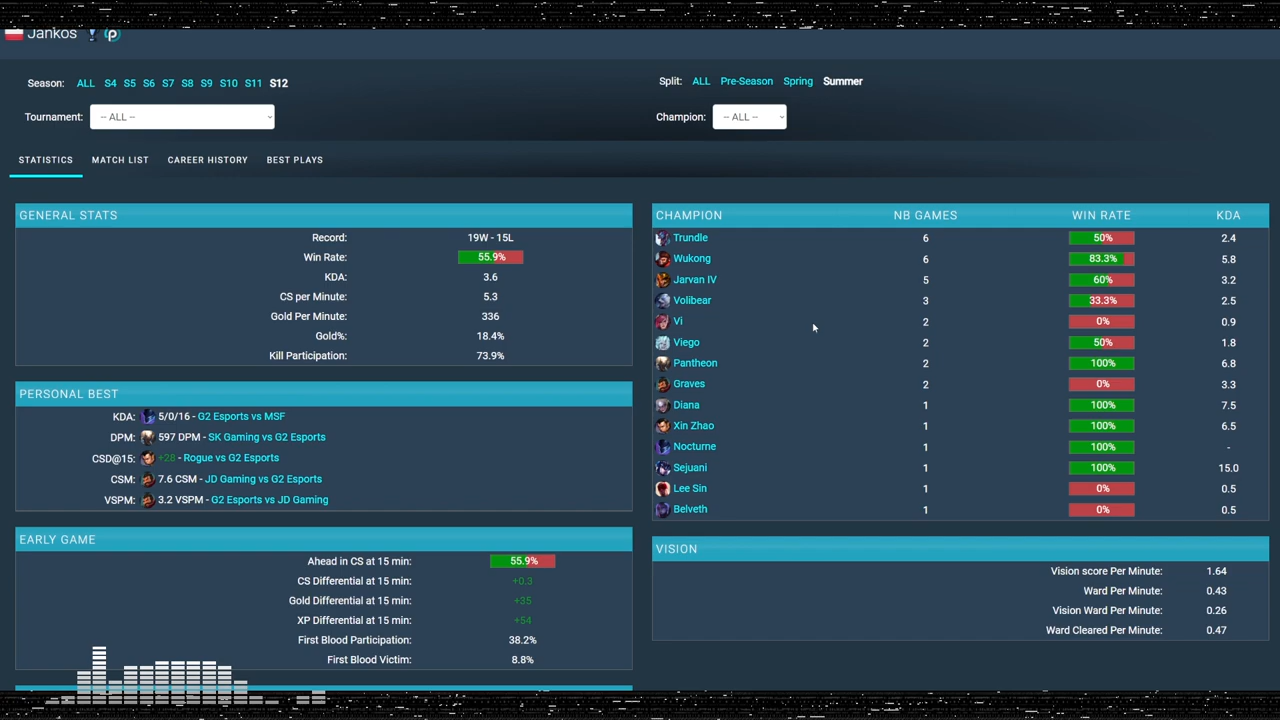 Jankos
Season: ALL S4 S5 S6 S7 S8 S9 S10 S11 S12
Split: ALL Pre-Season Spring Summer
Tournament: -- ALL --
Champion: -- ALL --
STATISTICS MATCH LIST CAREER HISTORY BEST PLAYS
GENERAL STATS
Record: 19W - 15L
Win Rate: 55.9%
KDA: 3.6
CS per Minute: 5.3
Gold Per Minute: 336
Gold%: 18.4%
Kill Participation: 73.9%
PERSONAL BEST
KDA: 5/0/16 - G2 Esports vs MSF
DPM: 597 DPM - SK Gaming vs G2 Esports
CSD@15: +28 - Rogue vs G2 Esports
CSM: 7.6 CSM - JD Gaming vs G2 Esports
VSPM: 3.2 VSPM - G2 Esports vs JD Gaming
EARLY GAME
Ahead in CS at 15 min: 55.9%
CS Differential at 15 min: +0.3
Gold Differential at 15 min: +35
XP Differential at 15 min: +54
First Blood Participation: 38.2%
First Blood Victim: 8.8%
CHAMPION NB GAMES WIN RATE KDA
Trundle 6 50% 2.4
Wukong 6 83.3% 5.8
Jarvan IV 5 60% 3.2
Volibear 3 33.3% 2.5
Vi 2 0% 0.9
Viego 2 50% 1.8
Pantheon 2 100% 6.8
Graves 2 0% 3.3
Diana 1 100% 7.5
Xin Zhao 1 100% 6.5
Nocturne 1 100% -
Sejuani 1 100% 15.0
Lee Sin 1 0% 0.5
Belveth 1 0% 0.5
VISION
Vision score Per Minute: 1.64
Ward Per Minute: 0.43
Vision Ward Per Minute: 0.26
Ward Cleared Per Minute: 0.47